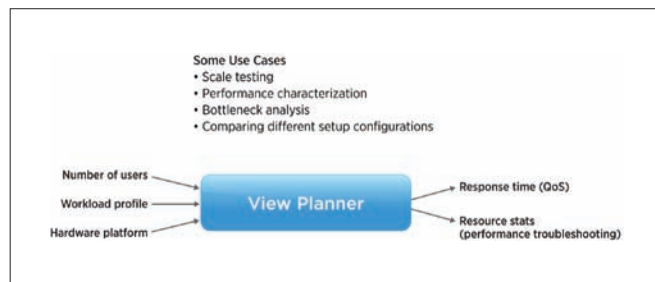 Some Use Cases
• Scale testing
• Performance characterization
• Bottleneck analysis
• Comparing different setup configurations
Number of users
Workload profile
Hardware platform
View Planner
Response time (QoS)
Resource stats
(performance troubleshooting)